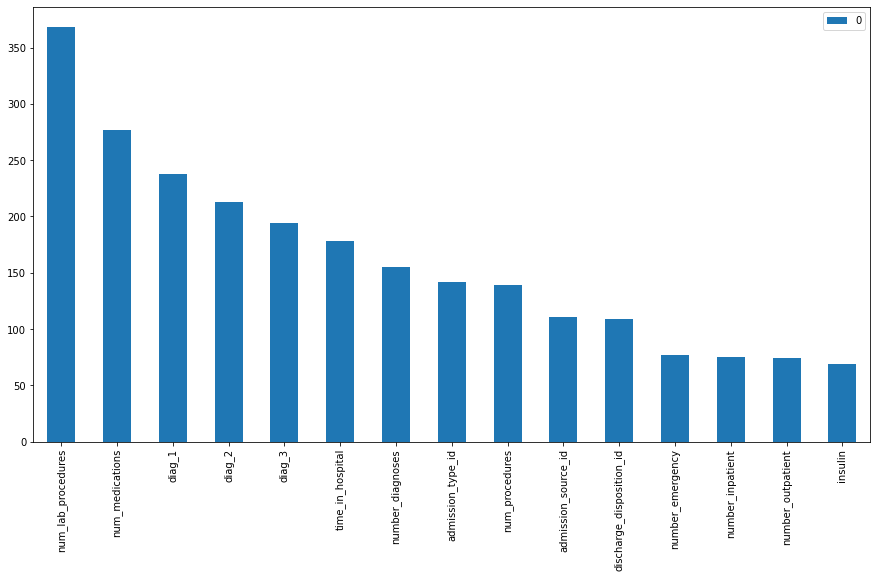 0
350
300
250
200
150
100
50
0
num_lab_procedures
num_medications
diag_1
diag_2
diag_3
time_in_hospital
number_diagnoses
admission_type_id
num_procedures
admission_source_id
discharge_disposition_id
number_emergency
number_inpatient
number_outpatient
insulin